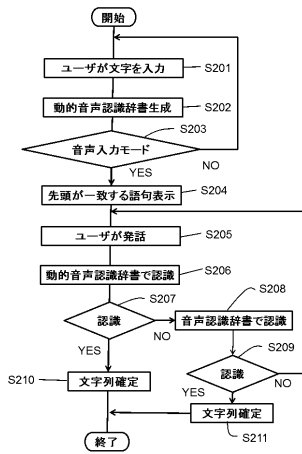 開始
ユーザが文字を入力
S201
動的音声認識辞書生成
S202
S203
音声入力モード
YES
NO
先頭が一致する語句表示
S204
ユーザが発話
S205
動的音声認識辞書で認識
S206
S207
認識
YES
NO
S208
音声認識辞書で認識
S209
認識
YES
NO
S210
文字列確定
文字列確定
S211
終了